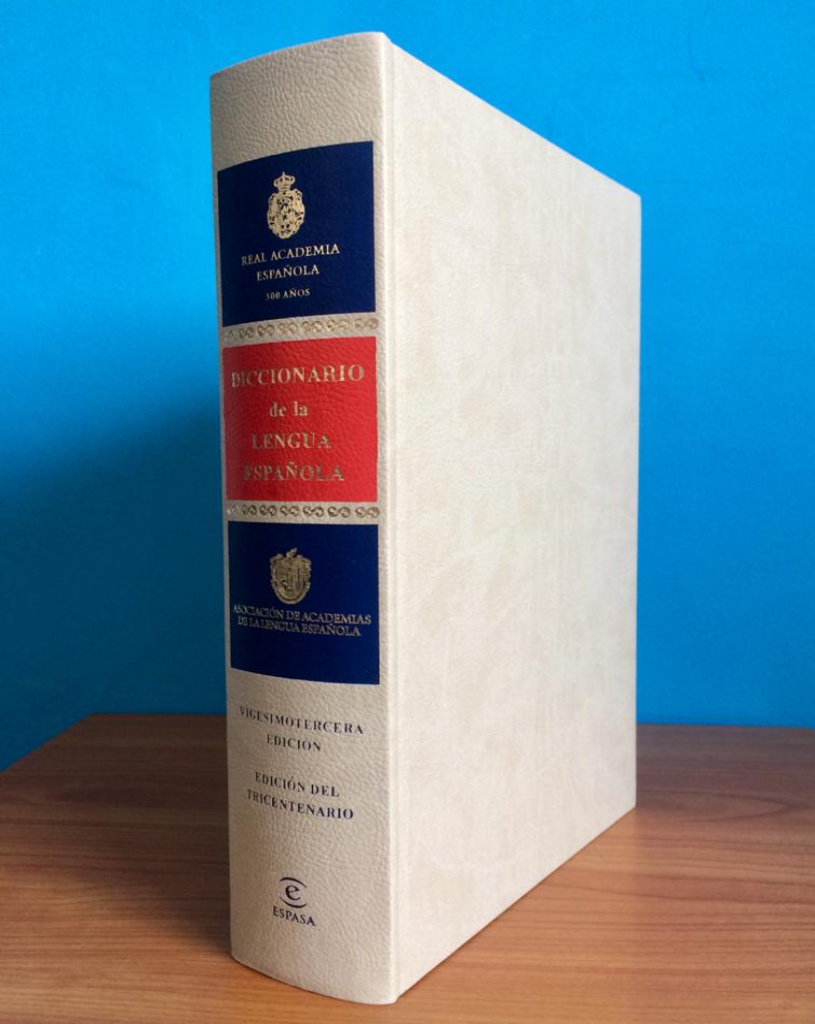 REAL ACADEMIA
ESPAÑOLA
300 AÑOS
DICCIONARIO
de la
LENGUA
ESPAÑOLA
ASOCIACIÓN DE ACADEMIAS
DE LA LENGUA ESPAÑOLA
VIGESIMOTERCERA
EDICIÓN
EDICIÓN DEL
TRICENTENARIO
e
ESPASA